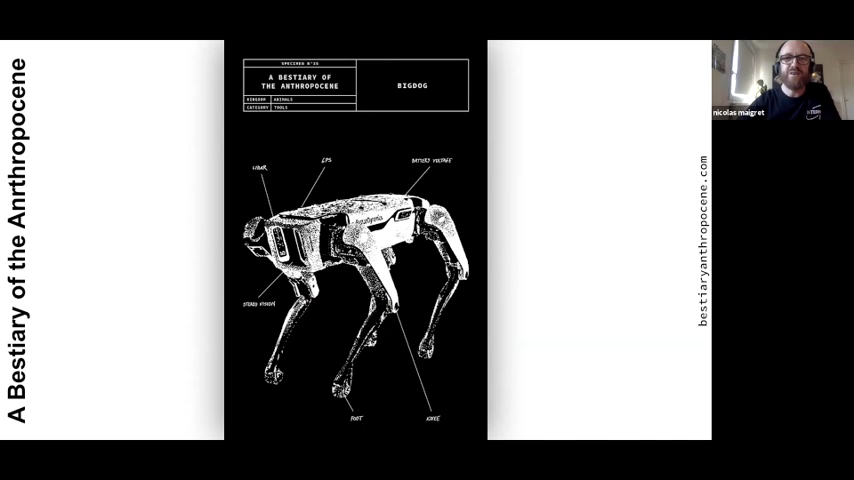 A Bestiary of the Anrthropocene
SPECIMEN N°25
A BESTIARY OF
THE ANTHROPOCENE
KINGDOM ANIMALS
CATEGORY TOOLS
BIGDOG
LIDAR
GPS
BATTERY VOLTAGE
STEREO VISION
FOOT
KNEE
bestiaryanthropocene.com
nicolas maigret